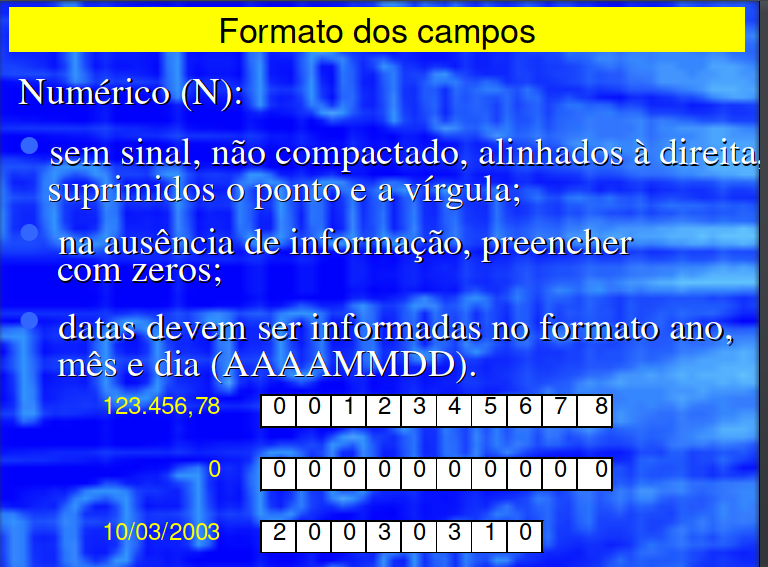 Formato dos campos
Numérico (N):
sem sinal, não compactado, alinhados à direita,
suprimidos o ponto e a vírgula;
na ausência de informação, preencher
com zeros;
datas devem ser informadas no formato ano,
mês e dia (AAAAMMDD).
123.456,78 0 0 1 2 3 4 5 6 7 8
0 0 0 0 0 0 0 0 0 0 0
10/03/2003 2 0 0 3 0 3 1 0